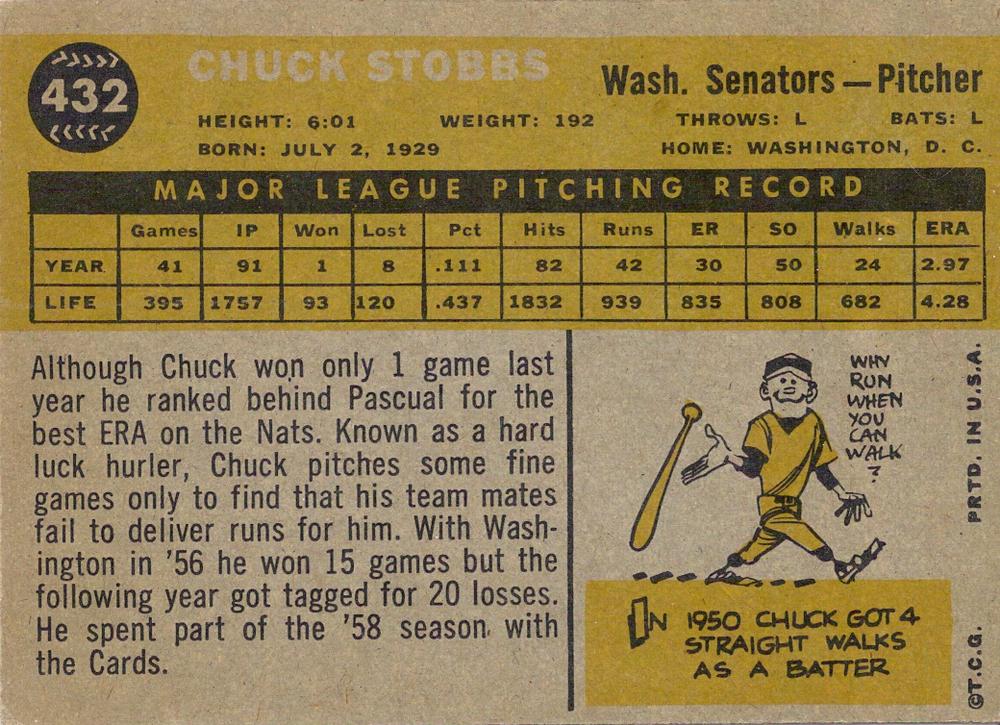 432
CHUCK STOBBS
Wash. Senators—Pitcher
HEIGHT: 6:01 WEIGHT: 192 THROWS: L BATS: L
BORN: JULY 2, 1929 HOME: WASHINGTON, D. C.
MAJOR LEAGUE PITCHING RECORD
Games IP Won Lost Pct Hits Runs ER SO Walks ERA
YEAR 41 91 1 8 .111 82 42 30 50 24 2.97
LIFE 395 1757 93 120 .437 1832 939 835 808 682 4.28
Although Chuck won only 1 game last
year he ranked behind Pascual for the
best ERA on the Nats. Known as a hard
luck hurler, Chuck pitches some fine
games only to find that his team mates
fail to deliver runs for him. With Wash-
ington in '56 he won 15 games but the
following year got tagged for 20 losses.
He spent part of the '58 season with
the Cards.
WHY
RUN
WHEN
YOU
CAN
WALK
?
IN 1950 CHUCK GOT 4
STRAIGHT WALKS
AS A BATTER
©T.C.G. PRTD. IN U.S.A.